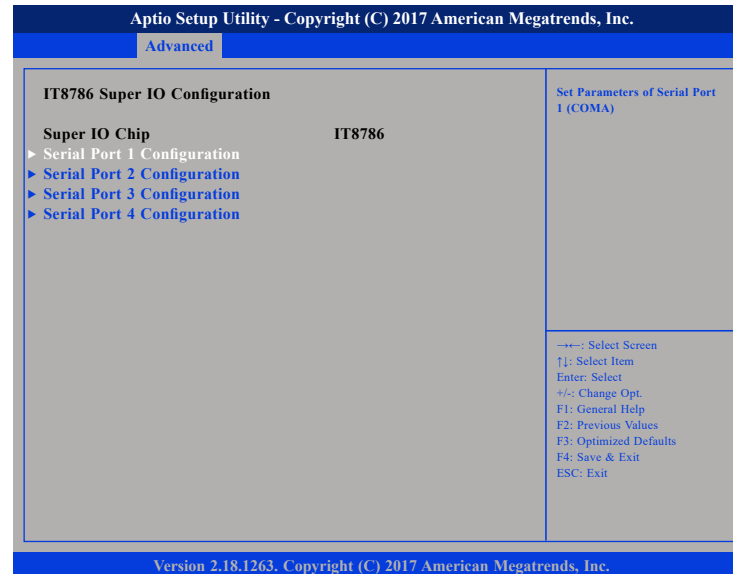 Aptio Setup Utility - Copyright (C) 2017 American Megatrends, Inc.
Advanced
IT8786 Super IO Configuration
Super IO Chip IT8786
▶ Serial Port 1 Configuration
▶ Serial Port 2 Configuration
▶ Serial Port 3 Configuration
▶ Serial Port 4 Configuration
Set Parameters of Serial Port
1 (COMA)
→←: Select Screen
↑↓: Select Item
Enter: Select
+/-: Change Opt.
F1: General Help
F2: Previous Values
F3: Optimized Defaults
F4: Save & Exit
ESC: Exit
Version 2.18.1263. Copyright (C) 2017 American Megatrends, Inc.